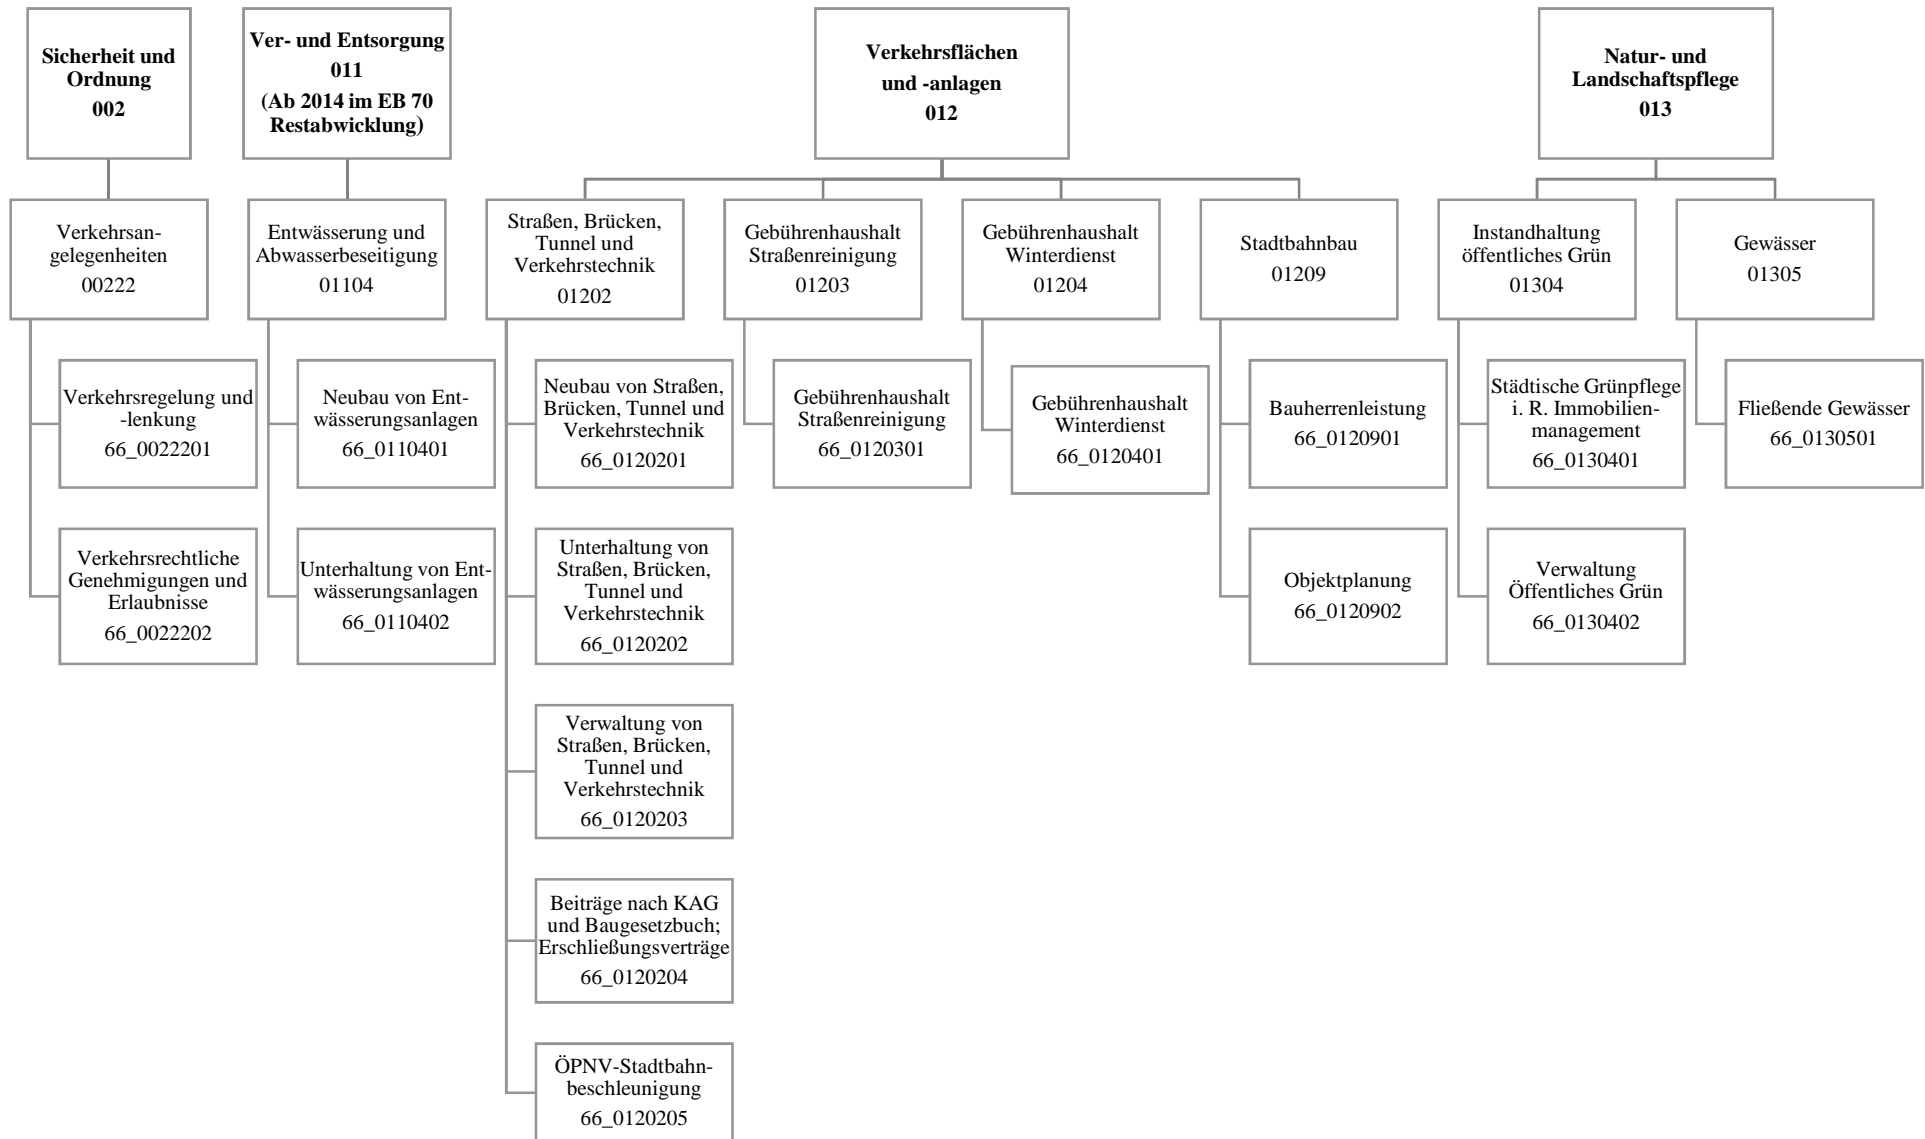 Sicherheit und
Ordnung
002
Ver- und Entsorgung
011
(Ab 2014 im EB 70
Restabwicklung)
Verkehrsflächen
und -anlagen
012
Natur- und
Landschaftspflege
013
Verkehrsan-
gelegenheiten
00222
Entwässerung und
Abwasserbeseitigung
01104
Straßen, Brücken,
Tunnel und
Verkehrstechnik
01202
Gebührenhaushalt
Straßenreinigung
01203
Gebührenhaushalt
Winterdienst
01204
Stadtbahnbau
01209
Instandhaltung
öffentliches Grün
01304
Gewässer
01305
Verkehrsregelung und
-lenkung
66_0022201
Neubau von Ent-
wässerungsanlagen
66_0110401
Neubau von Straßen,
Brücken, Tunnel und
Verkehrstechnik
66_0120201
Gebührenhaushalt
Straßenreinigung
66_0120301
Gebührenhaushalt
Winterdienst
66_0120401
Bauherrenleistung
66_0120901
Städtische Grünpflege
i. R. Immobilien-
management
66_0130401
Fließende Gewässer
66_0130501
Verkehrsrechtliche
Genehmigungen und
Erlaubnisse
66_0022202
Unterhaltung von Ent-
wässerungsanlagen
66_0110402
Unterhaltung von
Straßen, Brücken,
Tunnel und
Verkehrstechnik
66_0120202
Objektplanung
66_0120902
Verwaltung
Öffentliches Grün
66_0130402
Verwaltung von
Straßen, Brücken,
Tunnel und
Verkehrstechnik
66_0120203
Beiträge nach KAG
und Baugesetzbuch;
Erschließungsverträge
66_0120204
ÖPNV-Stadtbahn-
beschleunigung
66_0120205